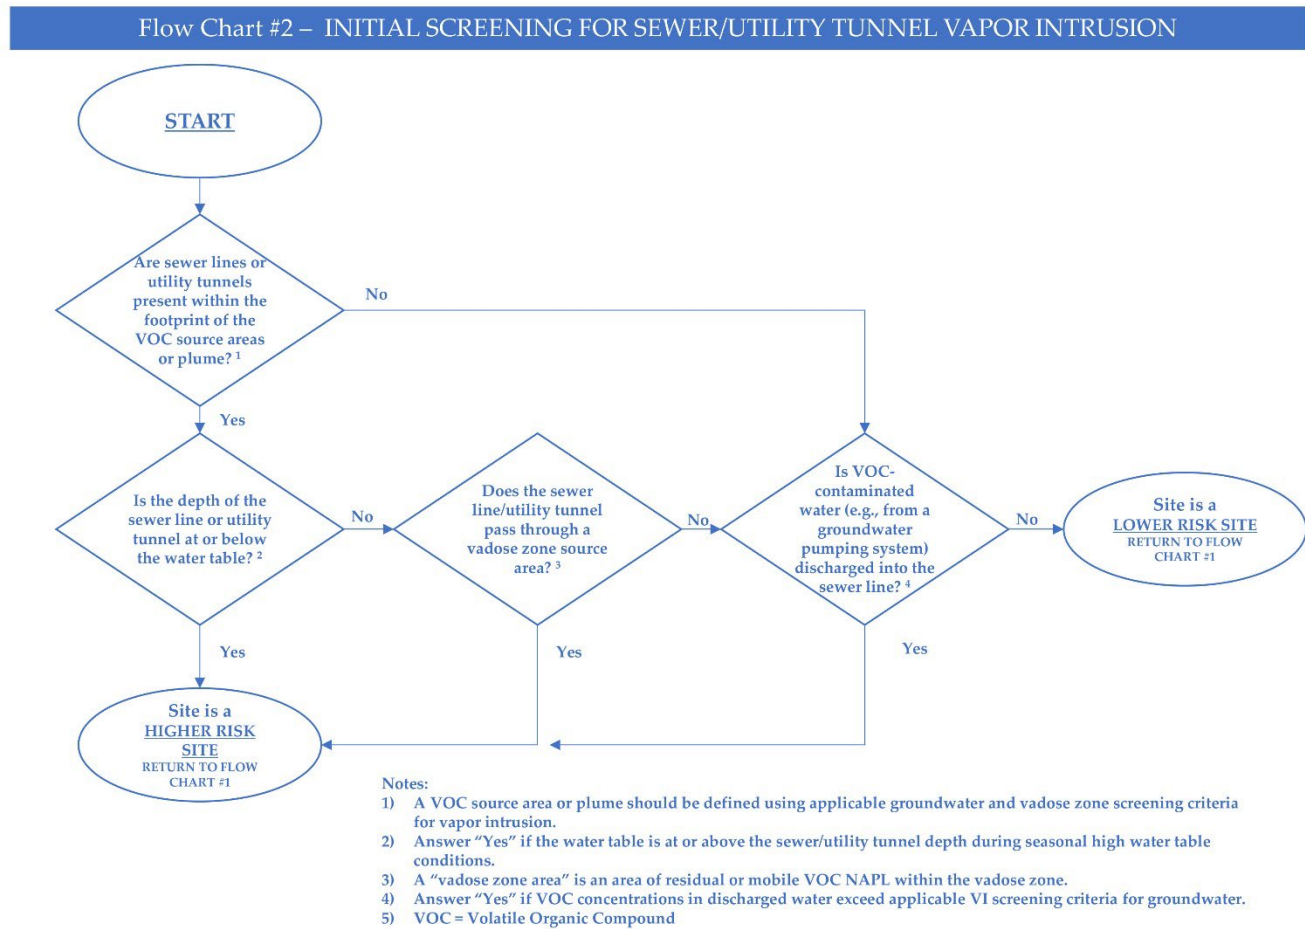 Flow Chart #2 – INITIAL SCREENING FOR SEWER/UTILITY TUNNEL VAPOR INTRUSION
START
Are sewer lines or
utility tunnels
present within the
footprint of the
VOC source areas
or plume? 1
No
Yes
Is the depth of the
sewer line or utility
tunnel at or below
the water table? 2
No
Does the sewer
line/utility tunnel
pass through a
vadose zone source
area? 3
No
Is VOC-
contaminated
water (e.g., from a
groundwater
pumping system)
discharged into the
sewer line? 4
No
Site is a
LOWER RISK SITE
RETURN TO FLOW
CHART #1
Yes
Yes
Yes
Site is a
HIGHER RISK
SITE
RETURN TO FLOW
CHART #1
Notes:
1) A VOC source area or plume should be defined using applicable groundwater and vadose zone screening criteria
for vapor intrusion.
2) Answer “Yes” if the water table is at or above the sewer/utility tunnel depth during seasonal high water table
conditions.
3) A “vadose zone area” is an area of residual or mobile VOC NAPL within the vadose zone.
4) Answer “Yes” if VOC concentrations in discharged water exceed applicable VI screening criteria for groundwater.
5) VOC = Volatile Organic Compound